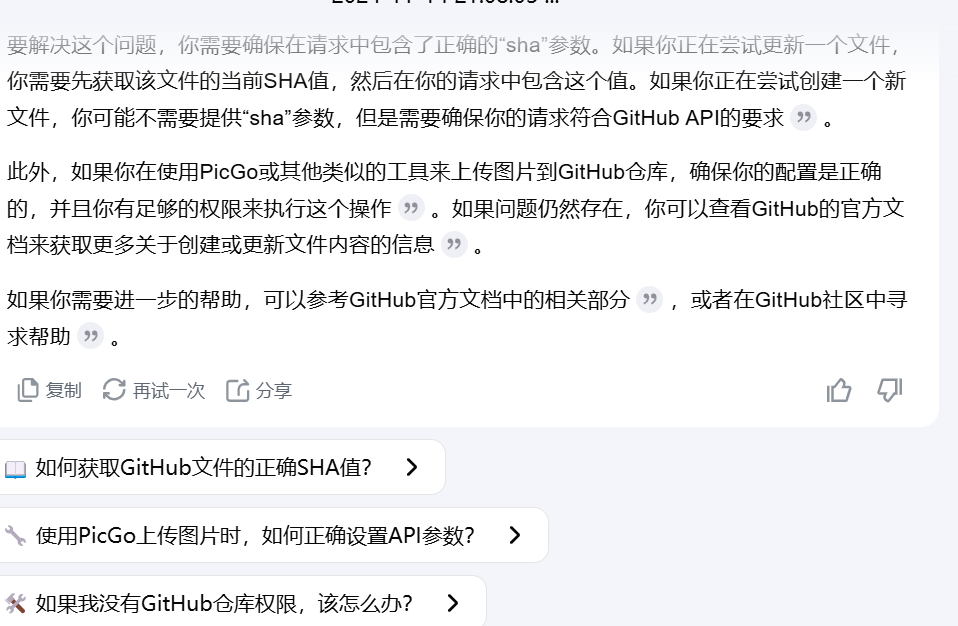 要解决这个问题，你需要确保在请求中包含了正确的“sha”参数。如果你正在尝试更新一个文件，
你需要先获取该文件的当前SHA值，然后在你的请求中包含这个值。如果你正在尝试创建一个新
文件，你可能不需要提供“sha”参数，但是需要确保你的请求符合GitHub API的要求 ” 。
此外，如果你在使用PicGo或其他类似的工具来上传图片到GitHub仓库，确保你的配置是正确
的，并且你有足够的权限来执行这个操作 ” 。如果问题仍然存在，你可以查看GitHub的官方文
档来获取更多关于创建或更新文件内容的信息 ” 。
如果你需要进一步的帮助，可以参考GitHub官方文档中的相关部分 ” ，或者在GitHub社区中寻
求帮助 ” 。
复制 再试一次 分享
如何获取GitHub文件的正确SHA值？
使用PicGo上传图片时，如何正确设置API参数？
如果我没有GitHub仓库权限，该怎么办？